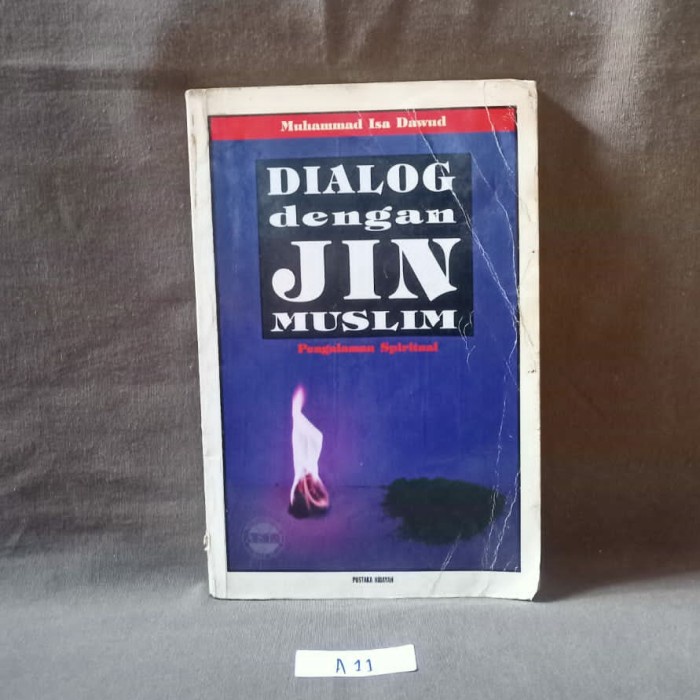 Muhammad Isa Dawud
DIALOG
dengan
JIN
MUSLIM
Pengalaman Spiritual
PUSTAKA HIDAYAH
A 11